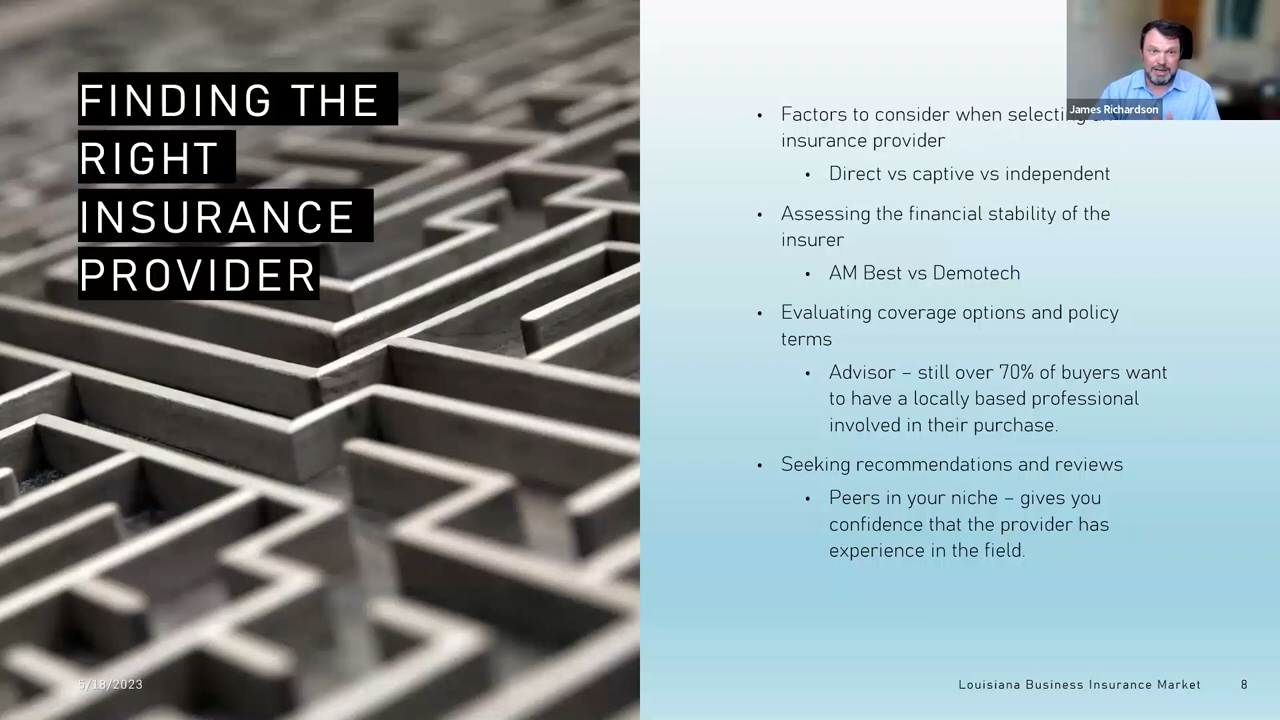 FINDING THE
RIGHT
INSURANCE
PROVIDER
James Richardson
• Factors to consider when selecting
insurance provider
• Direct vs captive vs independent
• Assessing the financial stability of the
insurer
• AM Best vs Demotech
• Evaluating coverage options and policy
terms
• Advisor – still over 70% of buyers want
to have a locally based professional
involved in their purchase.
• Seeking recommendations and reviews
• Peers in your niche – gives you
confidence that the provider has
experience in the field.
5/18/2023
Louisiana Business Insurance Market
8